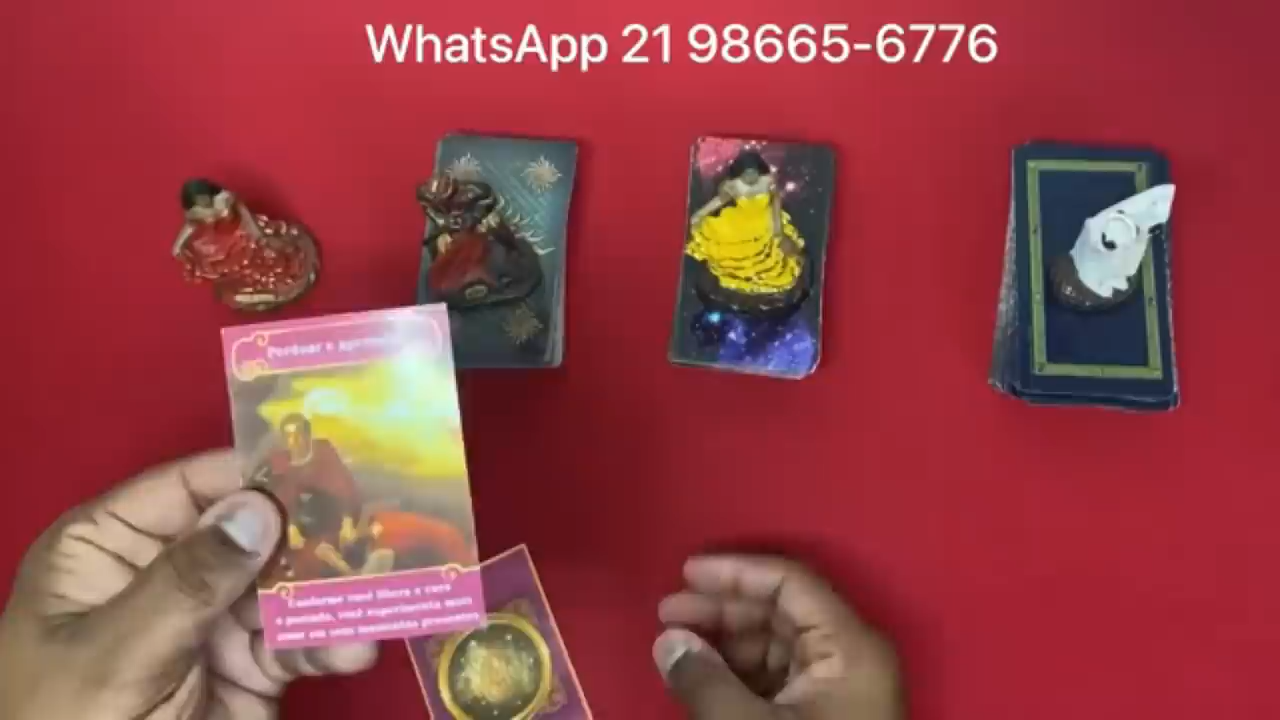 WhatsApp 21 98665-6776
Perdoar e
Conforme você libera e cura
o passado, você experimenta mais
amor em seus momentos presentes